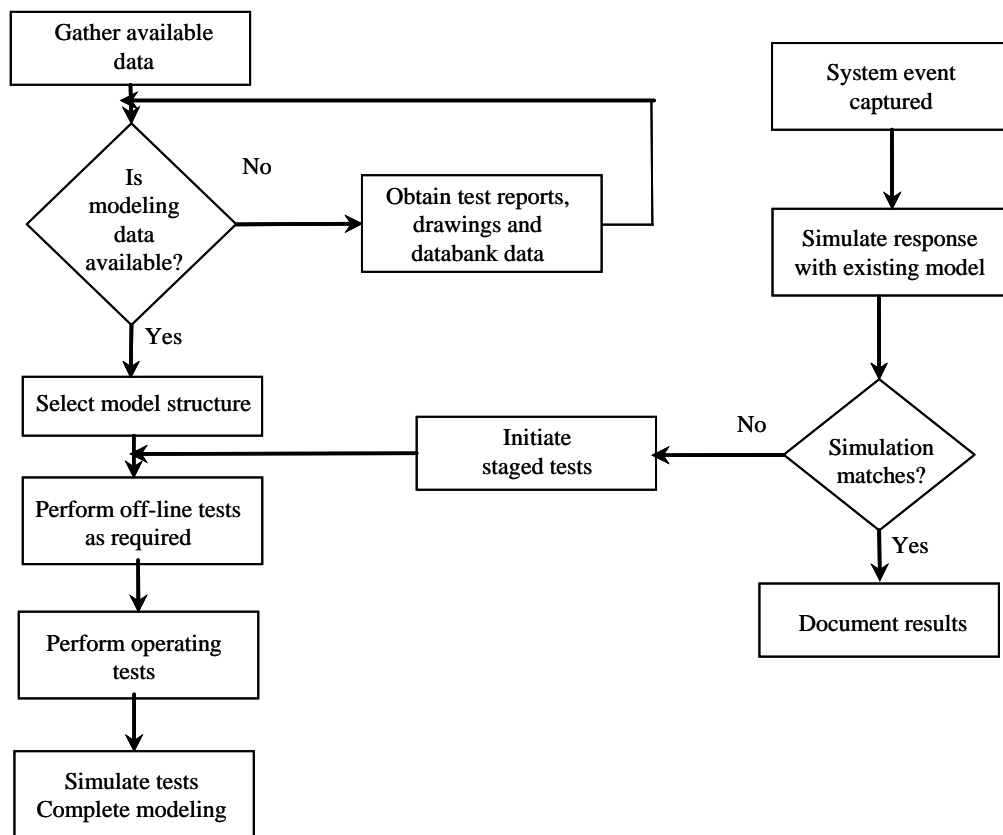 Gather available
data
Is
modeling
data
available?
No
Obtain test reports,
drawings and
databank data
Yes
Select model structure
Perform off-line tests
as required
Perform operating
tests
Simulate tests
Complete modeling
System event
captured
Simulate response
with existing model
Simulation
matches?
No
Initiate
staged tests
Yes
Document results